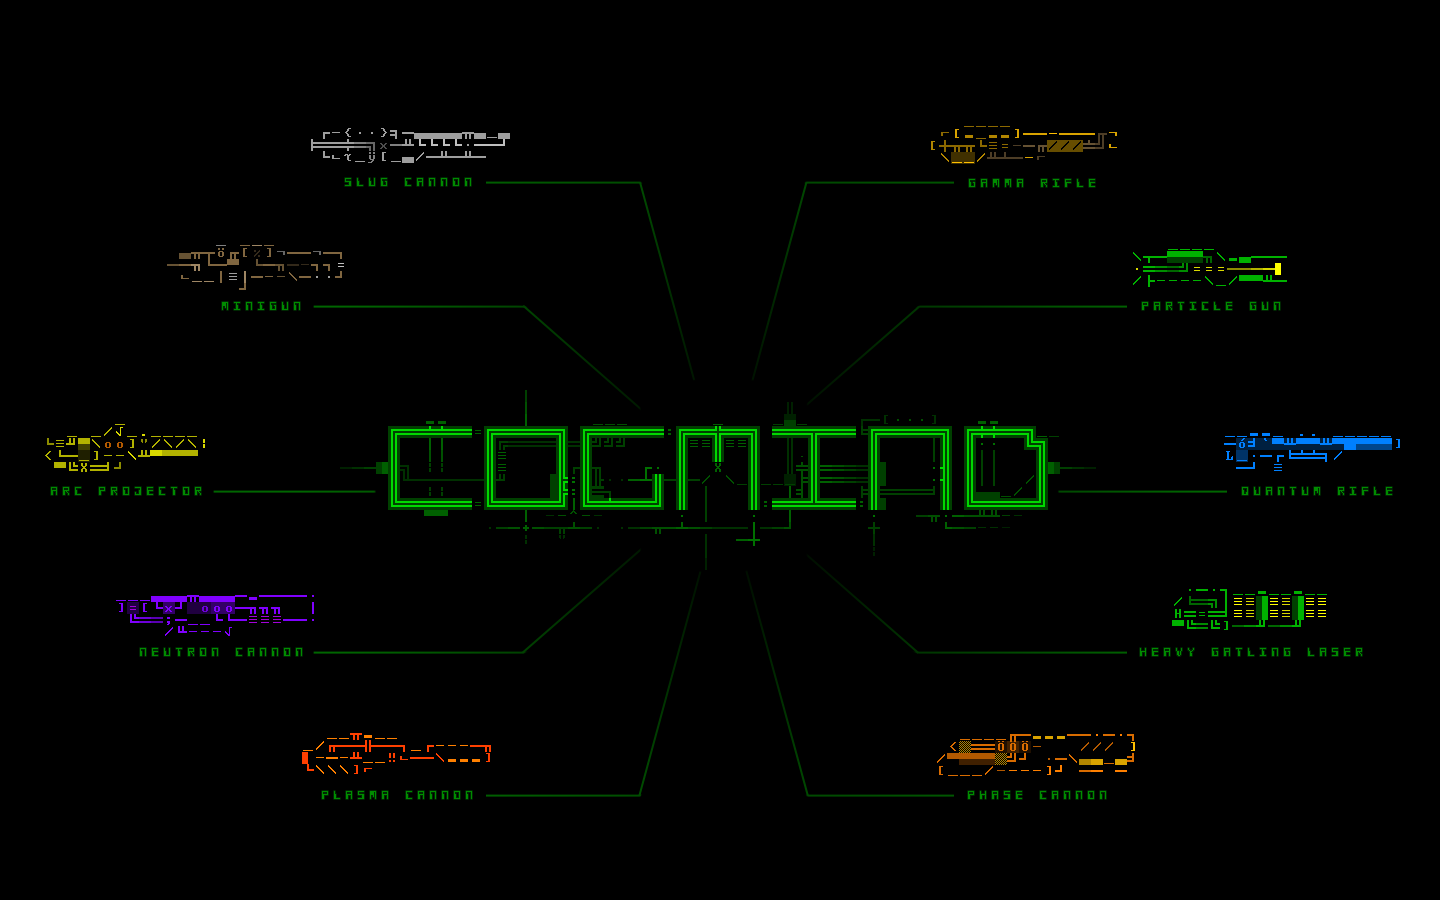 SLUG CANNON
GAMMA RIFLE
MINIGUN
PARTICLE GUN
COGMIND
ARC PROJECTOR
QUANTUM RIFLE
NEUTRON CANNON
HEAVY GATLING LASER
PLASMA CANNON
PHASE CANNON